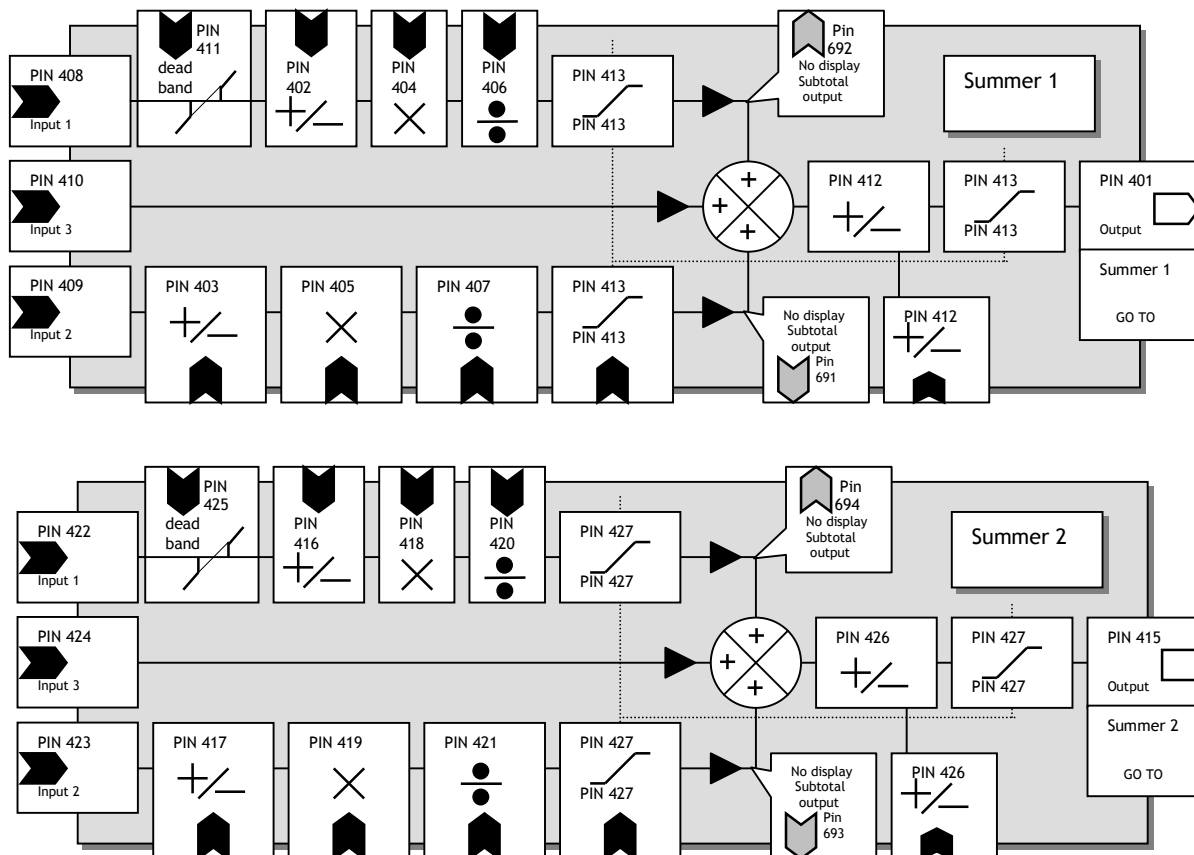 PIN 408
Input 1
PIN
411
dead
band
PIN
402
PIN
404
PIN
406
PIN 413
PIN 413
Pin
692
No display
Subtotal
output
Summer 1
PIN 410
Input 3
+
+
+
PIN 412
PIN 413
PIN 413
PIN 401
Output
Summer 1
GO TO
PIN 409
Input 2
PIN 403
PIN 405
PIN 407
PIN 413
PIN 413
No display
Subtotal
output
Pin
691
PIN 412
PIN 422
Input 1
PIN
425
dead
band
PIN
416
PIN
418
PIN
420
PIN 427
PIN 427
Pin
694
No display
Subtotal
output
Summer 2
PIN 424
Input 3
+
+
+
PIN 426
PIN 427
PIN 427
PIN 415
Output
Summer 2
GO TO
PIN 423
Input 2
PIN 417
PIN 419
PIN 421
PIN 427
PIN 427
No display
Subtotal
output
Pin
693
PIN 426